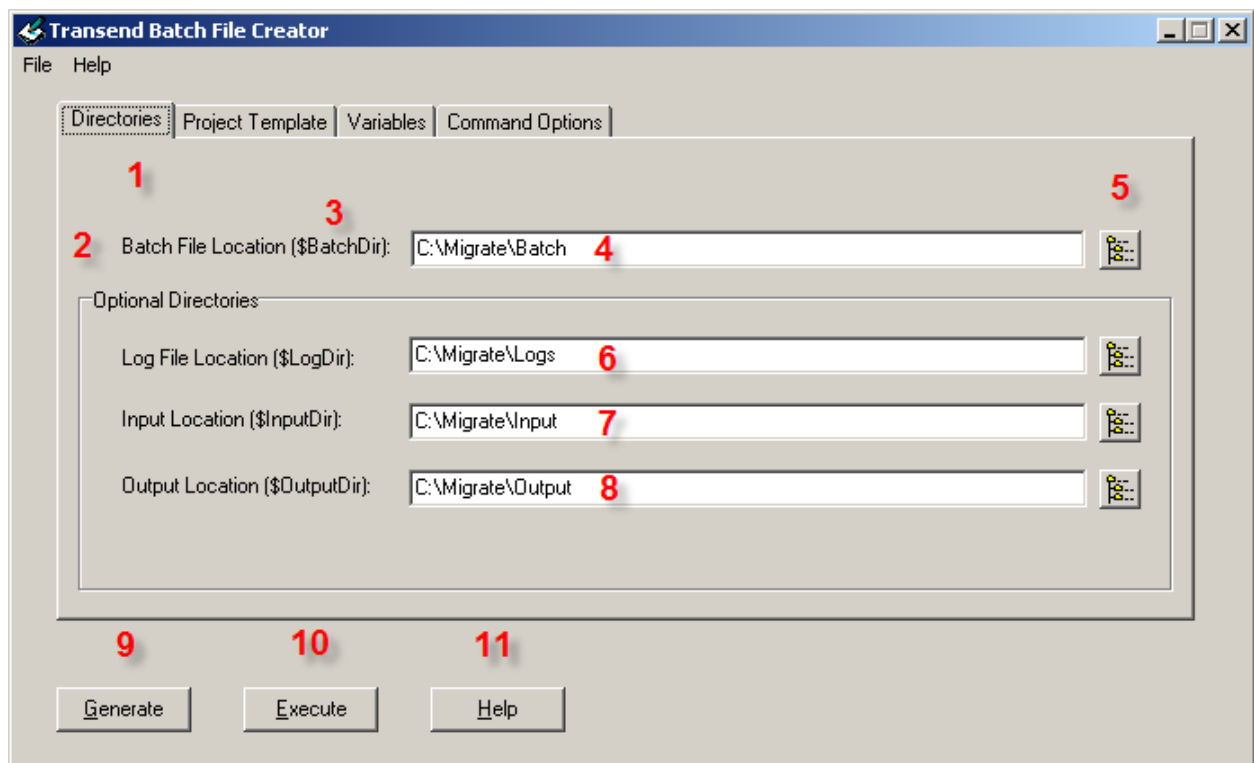 Transend Batch File Creator
File Help
Directories Project Template Variables Command Options
1
5
3
2 Batch File Location ($BatchDir): C:\Migrate\Batch 4
Optional Directories
Log File Location ($LogDir): C:\Migrate\Logs 6
Input Location ($InputDir): C:\Migrate\Input 7
Output Location ($OutputDir): C:\Migrate\Output 8
9 10 11
Generate Execute Help